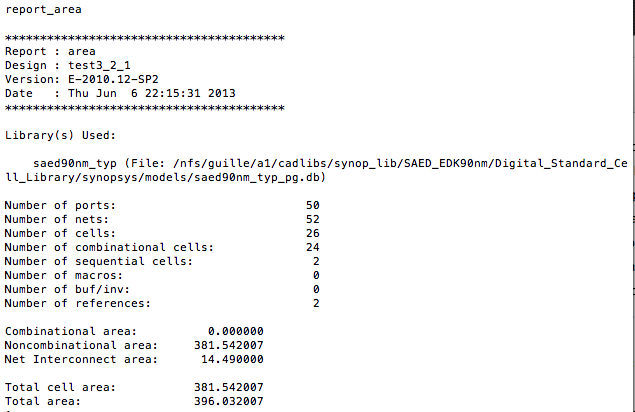 report_area
****************************************
Report : area
Design : test3_2_1
Version: E-2010.12-SP2
Date   : Thu Jun  6 22:15:31 2013
****************************************
Library(s) Used:
saed90nm_typ (File: /nfs/guille/a1/cadlibs/synop_lib/SAED_EDK90nm/Digital_Standard_Ce
ll_Library/synopsys/models/saed90nm_typ_pg.db)
Number of ports: 50
Number of nets: 52
Number of cells: 26
Number of combinational cells: 24
Number of sequential cells: 2
Number of macros: 0
Number of buf/inv: 0
Number of references: 2
Combinational area: 0.000000
Noncombinational area: 381.542007
Net Interconnect area: 14.490000
Total cell area: 381.542007
Total area: 396.032007